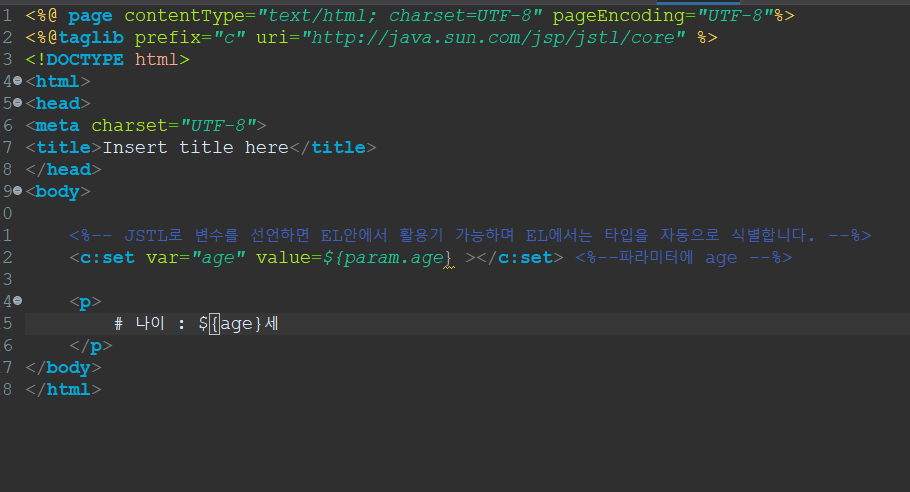 1 <%@ page contentType="text/html; charset=UTF-8" pageEncoding="UTF-8"%>
2 <%@taglib prefix="c" uri="http://java.sun.com/jsp/jstl/core" %>
3 <!DOCTYPE html>
4 <html>
5 <head>
6 <meta charset="UTF-8">
7 <title>Insert title here</title>
8 </head>
9 <body>
0
1 <%-- JSTL로 변수를 선언하면 EL안에서 활용기 가능하며 EL에서는 타입을 자동으로 식별합니다. --%>
2 <c:set var="age" value=${param.age} ></c:set> <%--파라미터에 age --%>
3
4 <p>
5 # 나이 : ${age}세
6 </p>
7 </body>
8 </html>